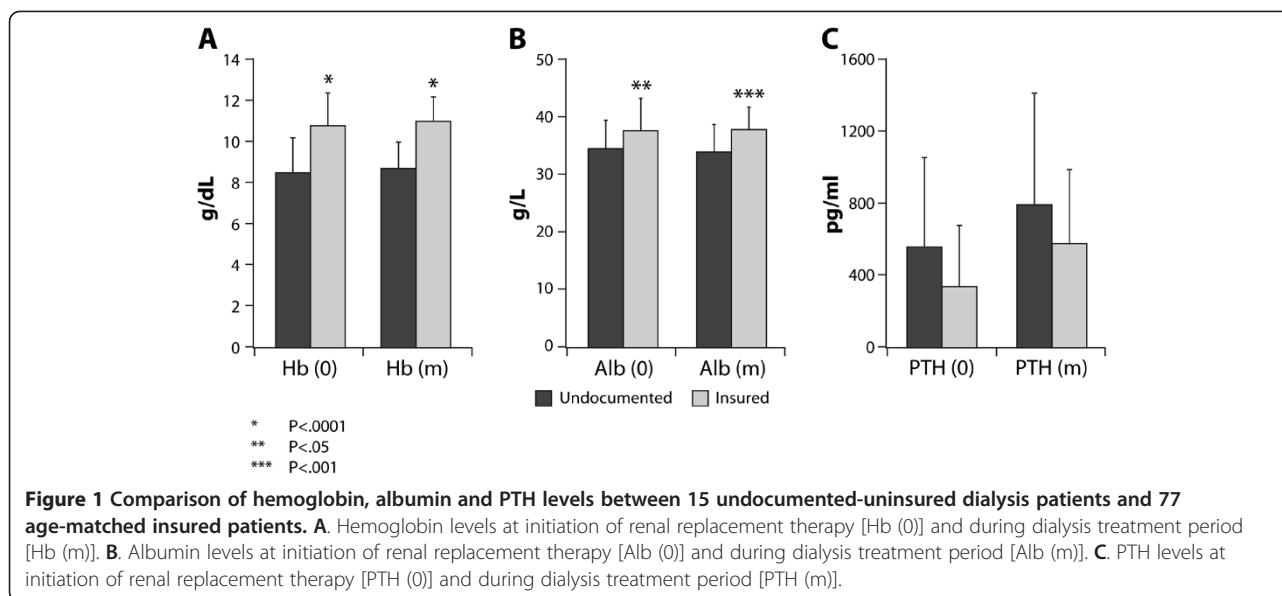 A
14
12
10
8
6
4
2
0
g/dL
*
*
Hb (0)
Hb (m)
B
50
40
30
20
10
0
g/L
**
***
Alb (0)
Alb (m)
C
1600
1200
800
400
0
pg/ml
PTH (0)
PTH (m)
Undocumented
Insured
* P<.0001
** P<.05
*** P<.001
Figure 1 Comparison of hemoglobin, albumin and PTH levels between 15 undocumented-uninsured dialysis patients and 77
age-matched insured patients. A. Hemoglobin levels at initiation of renal replacement therapy [Hb (0)] and during dialysis treatment period
[Hb (m)]. B. Albumin levels at initiation of renal replacement therapy [Alb (0)] and during dialysis treatment period [Alb (m)]. C. PTH levels at
initiation of renal replacement therapy [PTH (0)] and during dialysis treatment period [PTH (m)].